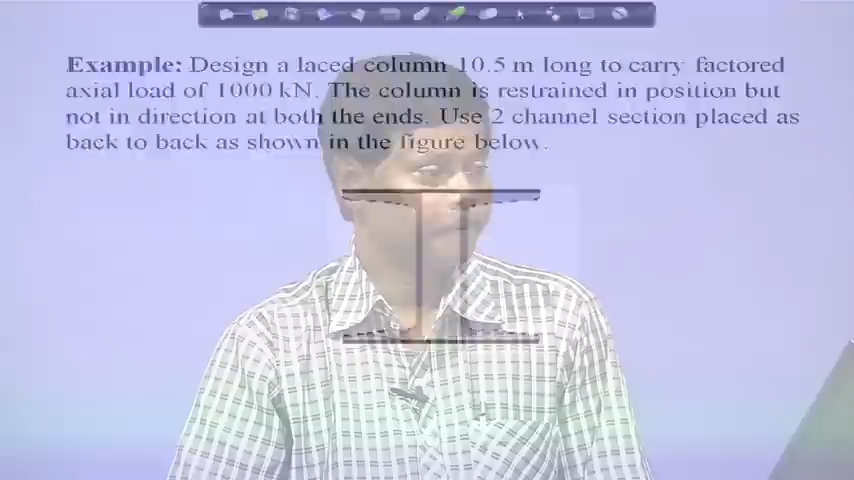 Example: Design a laced column 10.5 m long to carry factored
axial load of 1000 kN. The column is restrained in position but
not in direction at both the ends. Use 2 channel section placed as
back to back as shown in the figure below.